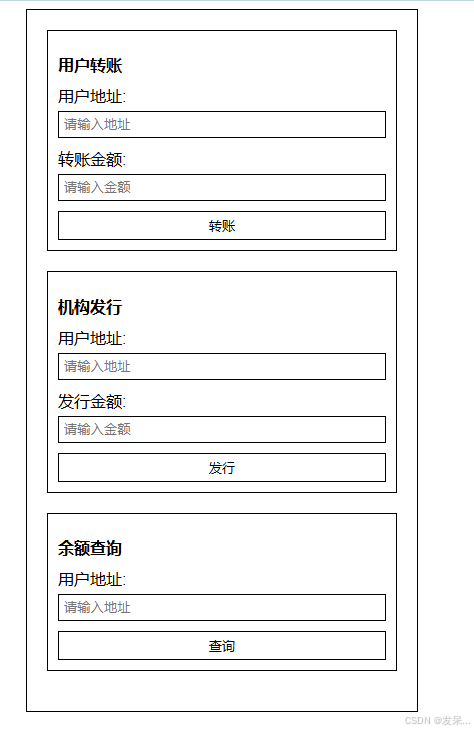 用户转账
用户地址:
请输入地址
转账金额:
请输入金额
转账
机构发行
用户地址:
请输入地址
发行金额:
请输入金额
发行
余额查询
用户地址:
请输入地址
查询
CSDN @发呆...